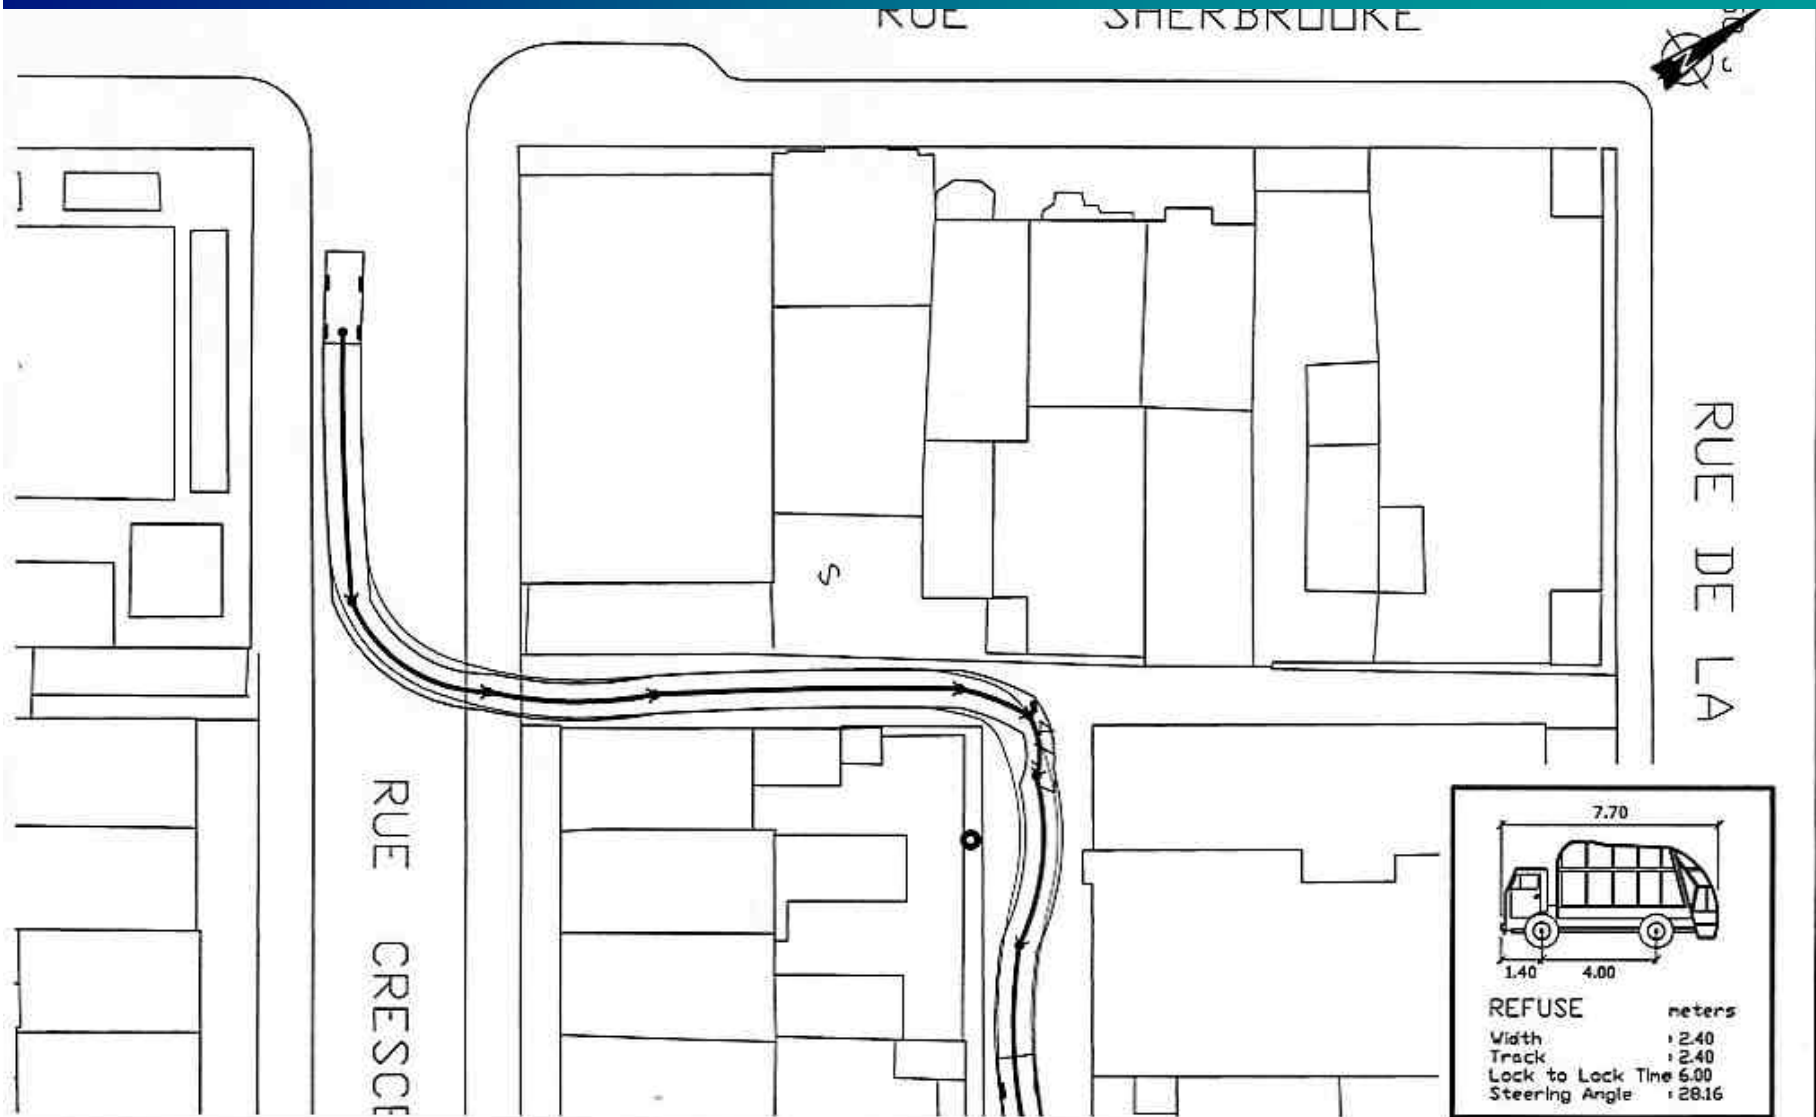 RUE SHERBROOKE
RUE DE LA
RUE CRESCE
S
7.70
1.40 4.00
REFUSE meters
Width : 2.40
Track : 2.40
Lock to Lock Time 6.00
Steering Angle : 28.16